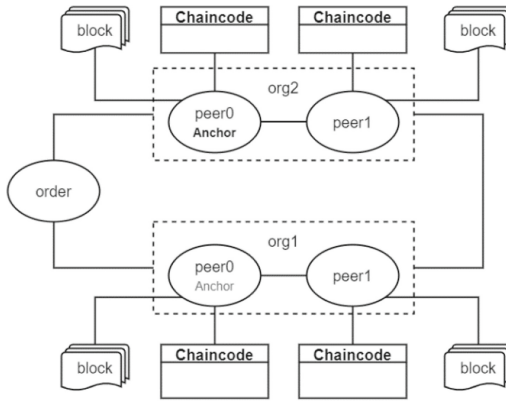 block
Chaincode
Chaincode
block
org2
peer0
Anchor
peer1
order
org1
peer0
Anchor
peer1
block
Chaincode
Chaincode
block